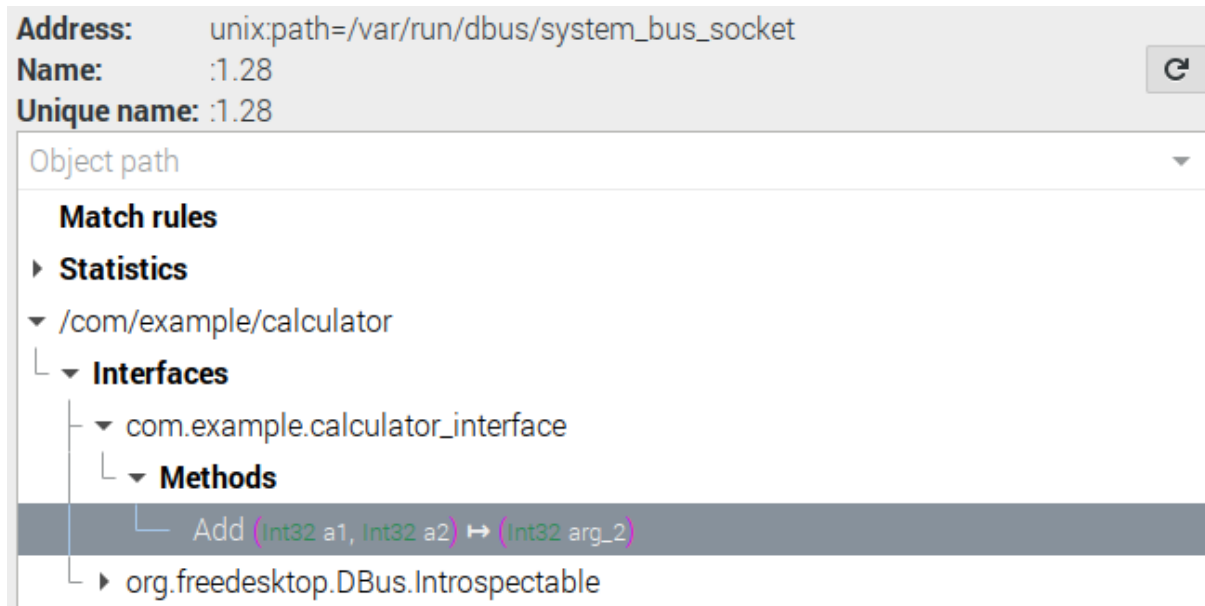 Address: unix:path=/var/run/dbus/system_bus_socket
Name: :1.28
Unique name: :1.28
Object path
Match rules
Statistics
/com/example/calculator
Interfaces
com.example.calculator_interface
Methods
Add (Int32 a1, Int32 a2) ↦ (Int32 arg_2)
org.freedesktop.DBus.Introspectable